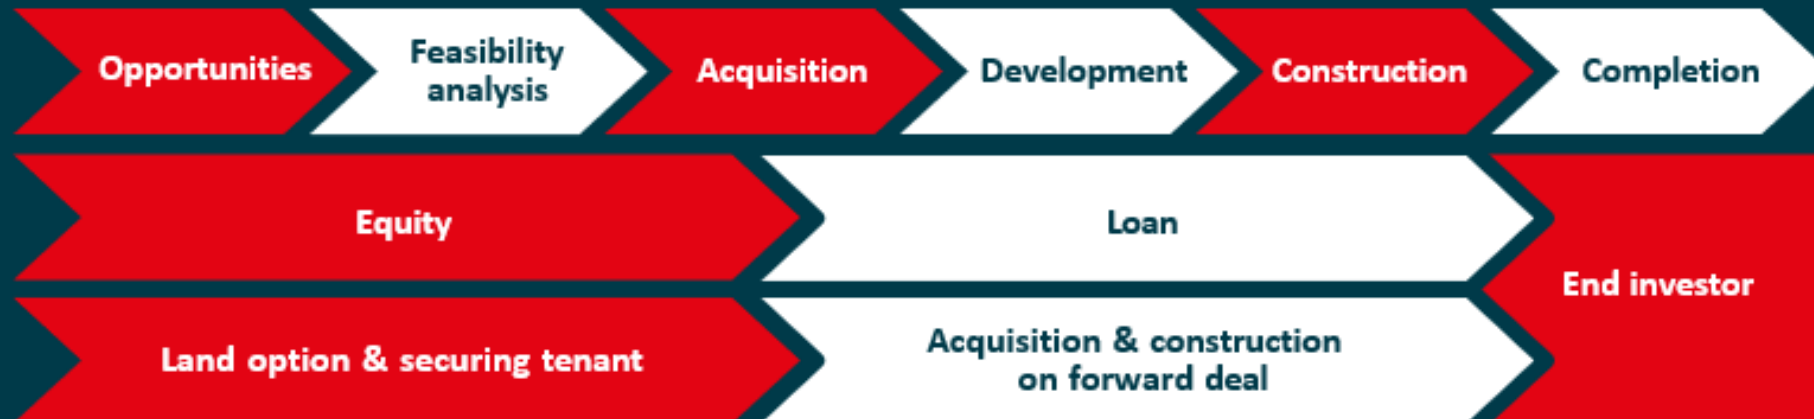 Opportunities
Feasibility
analysis
Acquisition
Development
Construction
Completion
Equity
Loan
End investor
Land option & securing tenant
Acquisition & construction
on forward deal